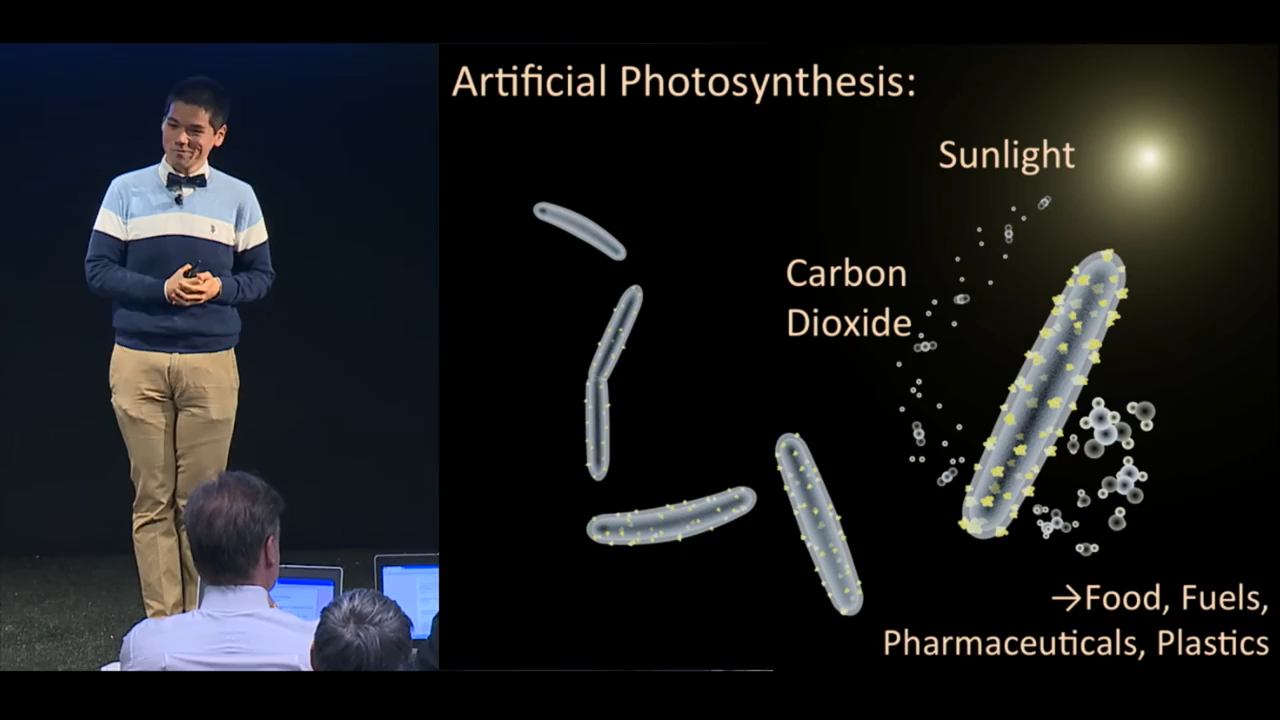 Artificial Photosynthesis:
Sunlight
Carbon
Dioxide
→Food, Fuels,
Pharmaceuticals, Plastics